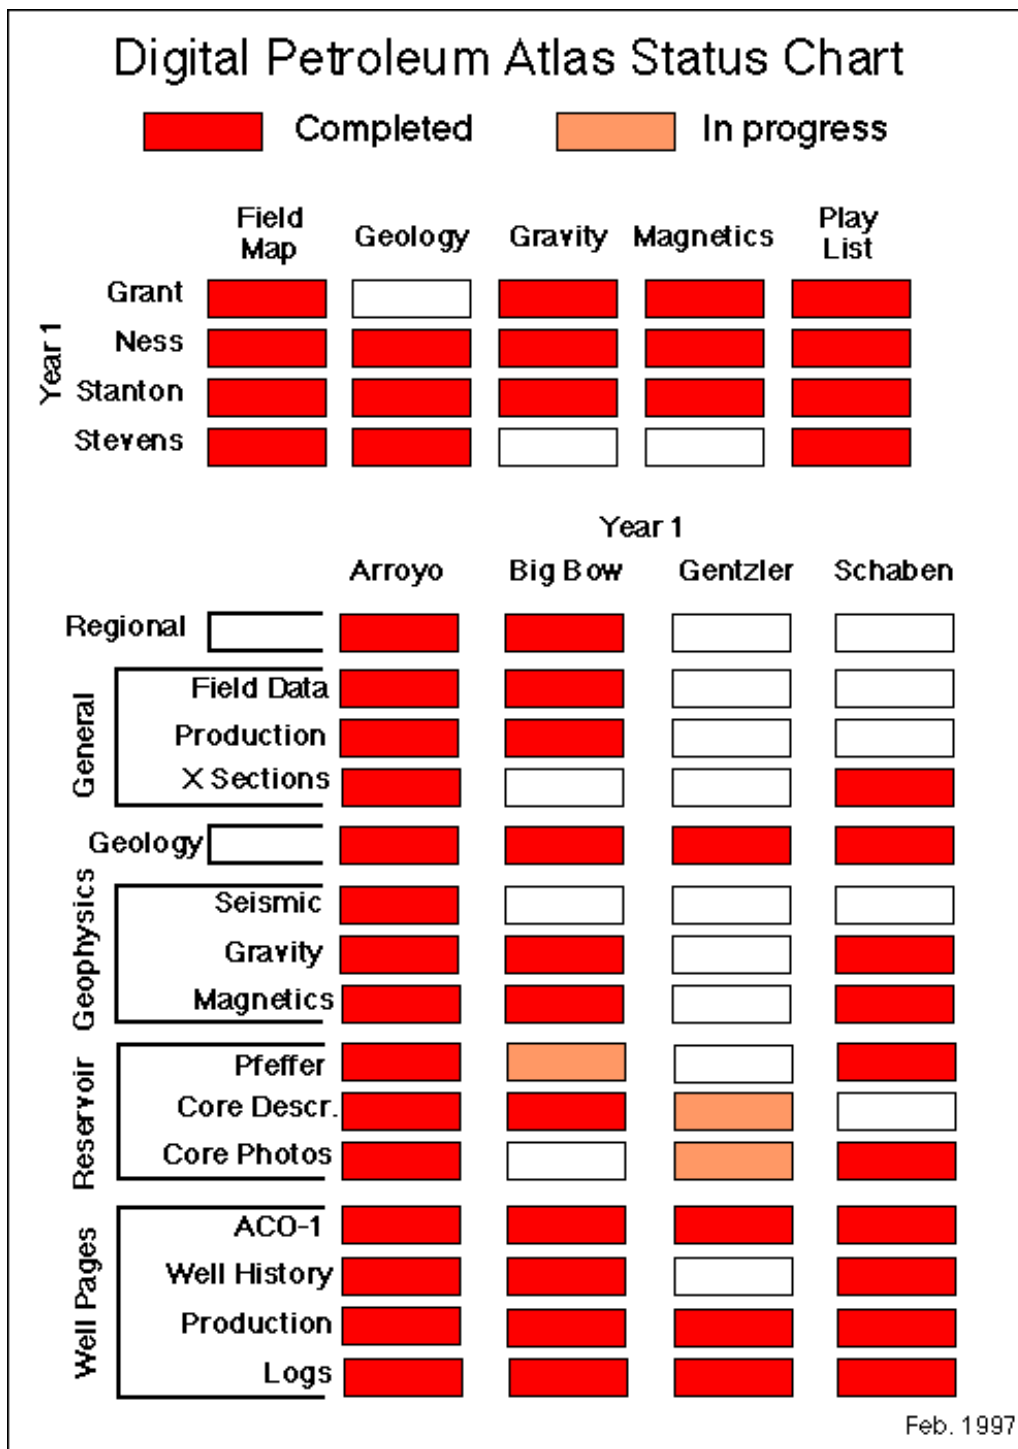 Digital Petroleum Atlas Status Chart
Completed In progress
Field Map Geology Gravity Magnetics Play List
Year 1
Grant
Ness
Stanton
Stevens
Year 1
Arroyo Big Bow Gentzler Schaben
Regional
General
Field Data
Production
X Sections
Geology
Geophysics
Seismic
Gravity
Magnetics
Reservoir
Pfeffer
Core Descr.
Core Photos
Well Pages
ACO-1
Well History
Production
Logs
Feb. 1997